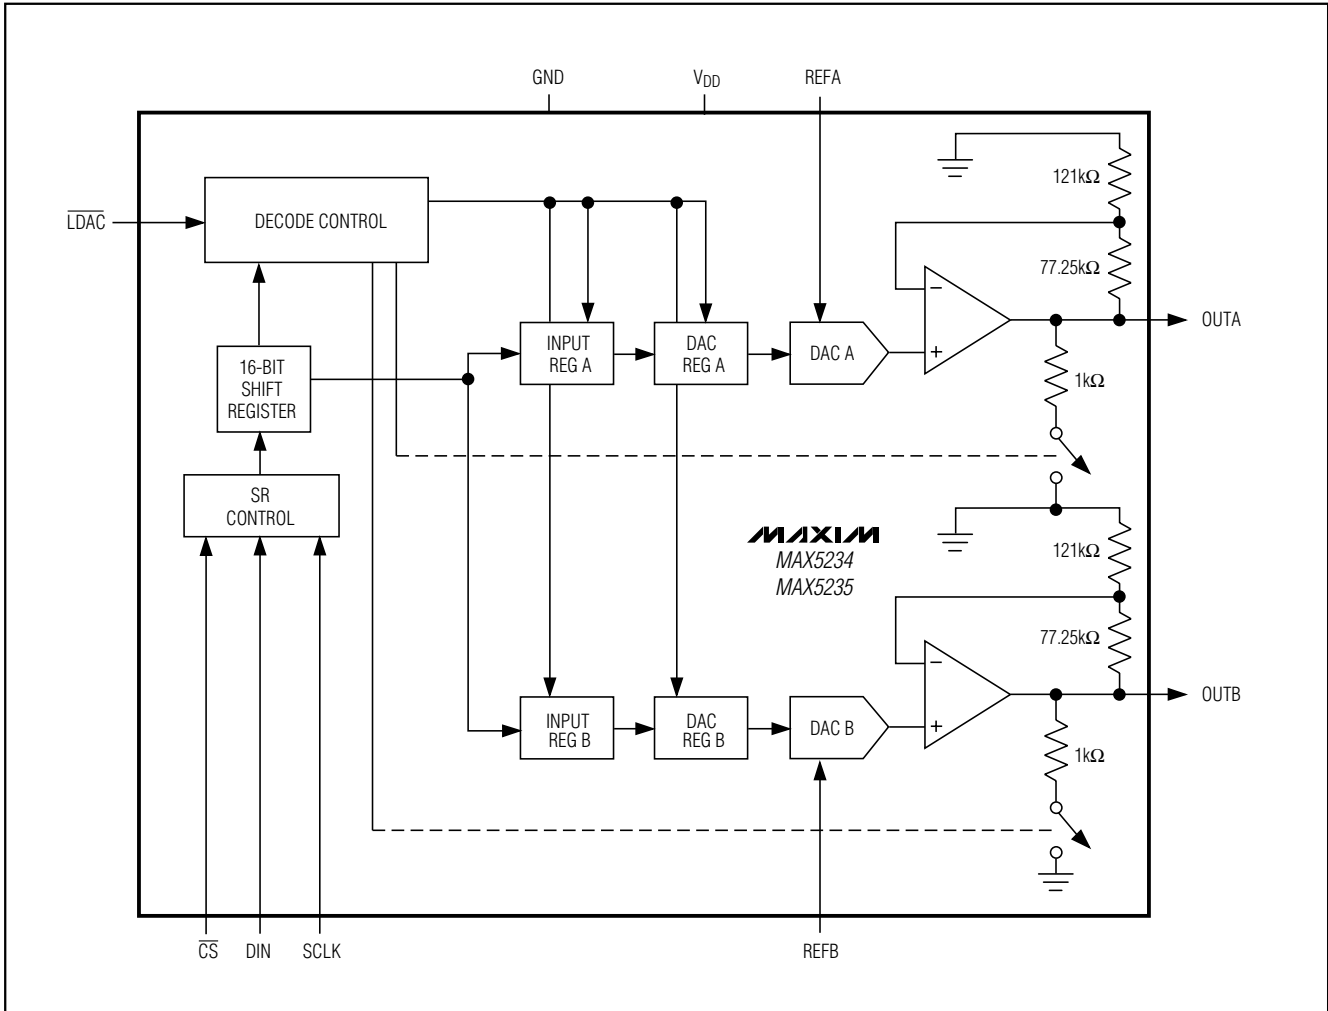 GND
VDD
REFA
121kΩ
LDAC
DECODE CONTROL
77.25kΩ
−
OUTA
INPUT
REG A
DAC
REG A
DAC A
+
16-BIT
SHIFT
REGISTER
1kΩ
SR
CONTROL
MAXIM
MAX5234
MAX5235
121kΩ
77.25kΩ
−
OUTB
INPUT
REG B
DAC
REG B
DAC B
+
1kΩ
CS
DIN
SCLK
REFB